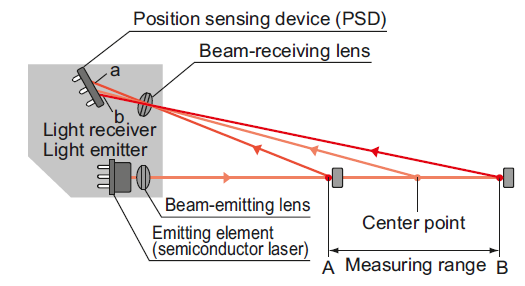 Position sensing device (PSD)
Beam-receiving lens
a
b
Light receiver
Light emitter
Beam-emitting lens
Emitting element
(semiconductor laser)
Center point
A Measuring range B